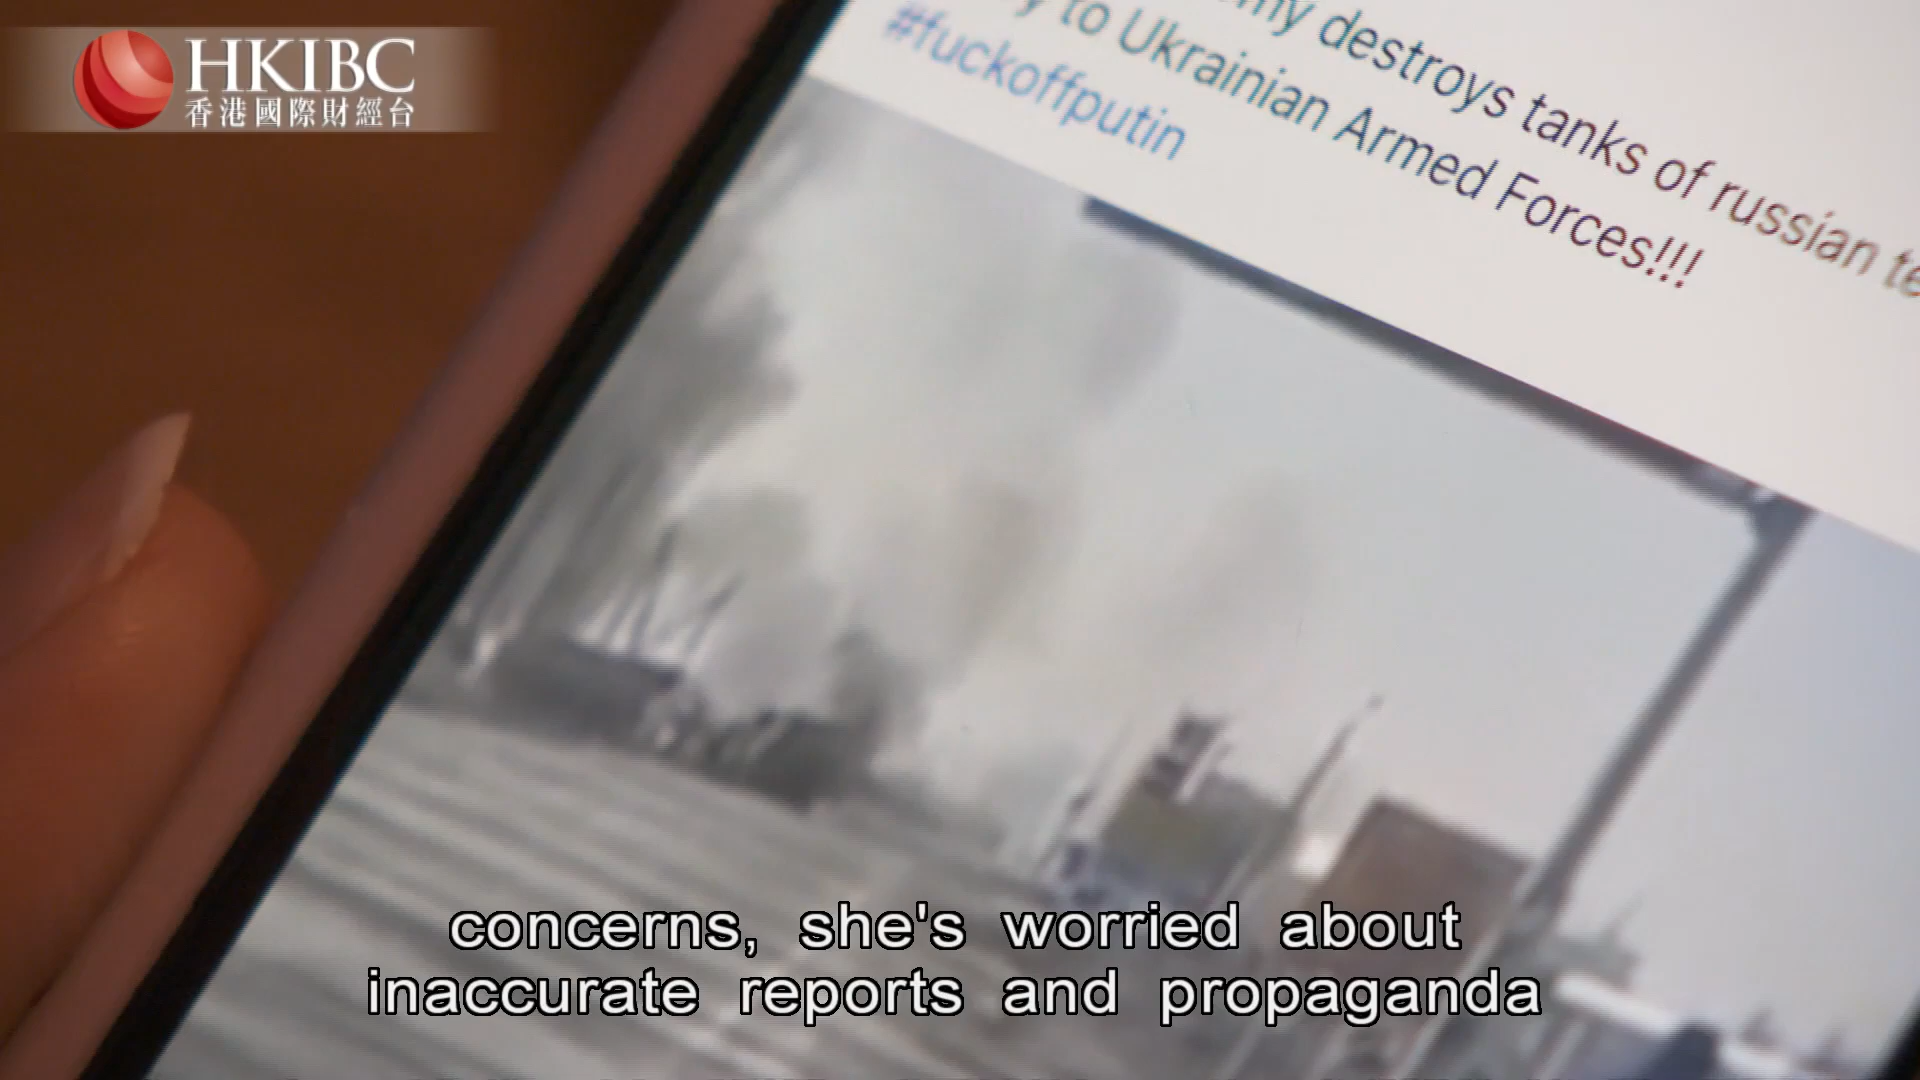 HKIBC
香港國際財經台
destroys tanks of russian
to Ukrainian Armed Forces!!!
#fuckoffputin
concerns, she's worried about
inaccurate reports and propaganda